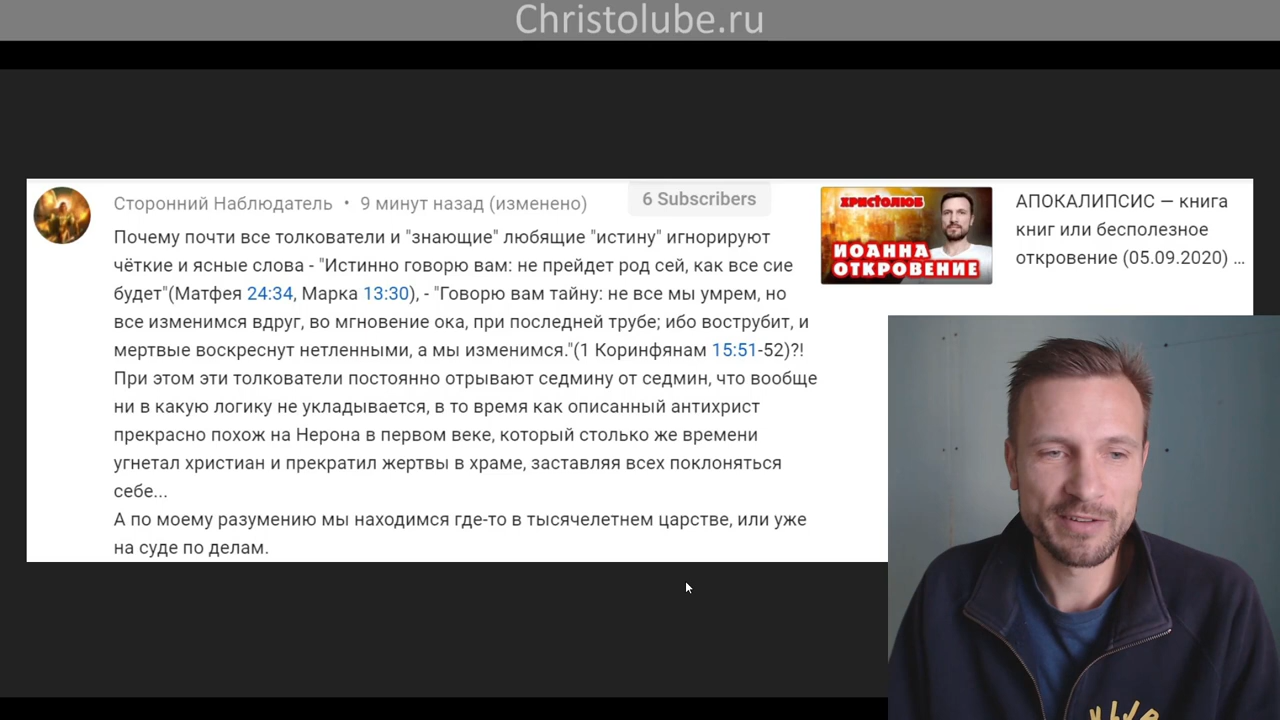 Christolube.ru
Сторонний Наблюдатель • 9 минут назад (изменено)
6 Subscribers
Почему почти все толкователи и "знающие" любящие "истину" игнорируют
чёткие и ясные слова - "Истинно говорю вам: не прейдет род сей, как все сие
будет"(Матфея 24:34, Марка 13:30), - "Говорю вам тайну: не все мы умрем, но
все изменимся вдруг, во мгновение ока, при последней трубе; ибо вострубит, и
мертвые воскреснут нетленными, а мы изменимся."(1 Коринфянам 15:51-52)?!
При этом эти толкователи постоянно отрывают седмину от седмин, что вообще
ни в какую логику не укладывается, в то время как описанный антихрист
прекрасно похож на Нерона в первом веке, который столько же времени
угнетал христиан и прекратил жертвы в храме, заставляя всех поклоняться
себе...
А по моему разумению мы находимся где-то в тысячелетнем царстве, или уже
на суде по делам.
ХРИСТОЛЮБ
ИОАННА
ОТКРОВЕНИЕ
АПОКАЛИПСИС — книга
книг или бесполезное
откровение (05.09.2020) ...